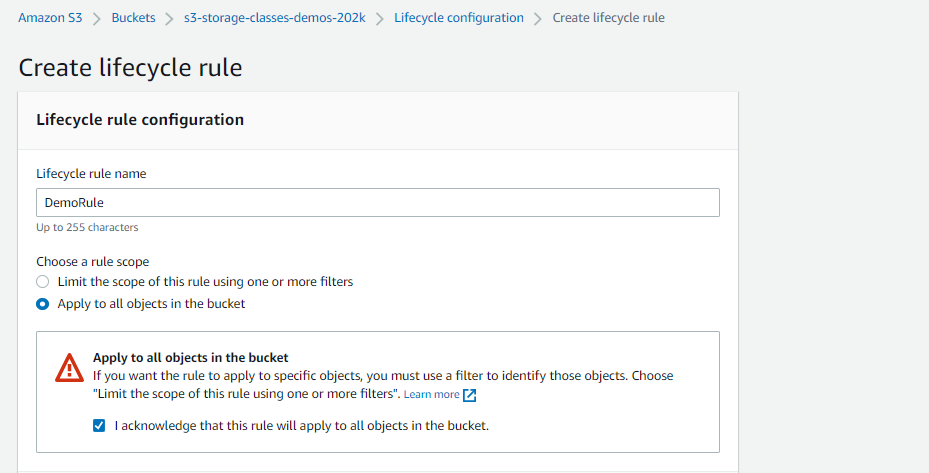 Amazon S3 > Buckets > s3-storage-classes-demos-202k > Lifecycle configuration > Create lifecycle rule
Create lifecycle rule
Lifecycle rule configuration
Lifecycle rule name
DemoRule
Up to 255 characters
Choose a rule scope
Limit the scope of this rule using one or more filters
Apply to all objects in the bucket
Apply to all objects in the bucket
If you want the rule to apply to specific objects, you must use a filter to identify those objects. Choose
"Limit the scope of this rule using one or more filters". Learn more
I acknowledge that this rule will apply to all objects in the bucket.